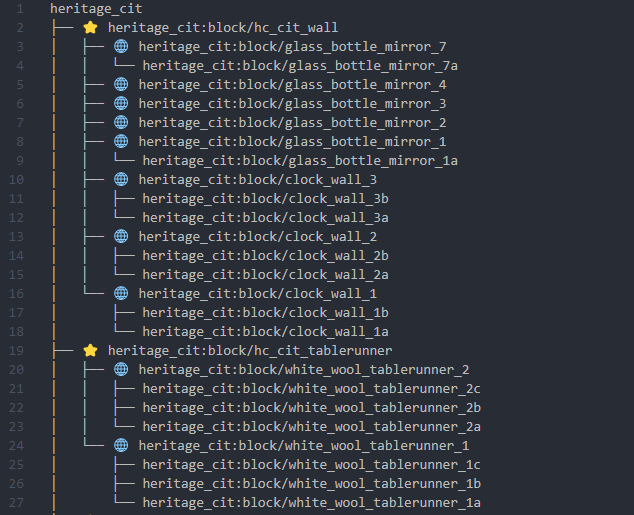 1 heritage_cit
2 ├── ⭐ heritage_cit:block/hc_cit_wall
3 │   ├── 🌐 heritage_cit:block/glass_bottle_mirror_7
4 │   │   └── heritage_cit:block/glass_bottle_mirror_7a
5 │   ├── 🌐 heritage_cit:block/glass_bottle_mirror_4
6 │   ├── 🌐 heritage_cit:block/glass_bottle_mirror_3
7 │   ├── 🌐 heritage_cit:block/glass_bottle_mirror_2
8 │   ├── 🌐 heritage_cit:block/glass_bottle_mirror_1
9 │   │   └── heritage_cit:block/glass_bottle_mirror_1a
10 │   ├── 🌐 heritage_cit:block/clock_wall_3
11 │   │   ├── heritage_cit:block/clock_wall_3b
12 │   │   └── heritage_cit:block/clock_wall_3a
13 │   ├── 🌐 heritage_cit:block/clock_wall_2
14 │   │   ├── heritage_cit:block/clock_wall_2b
15 │   │   └── heritage_cit:block/clock_wall_2a
16 │   └── 🌐 heritage_cit:block/clock_wall_1
17 │       ├── heritage_cit:block/clock_wall_1b
18 │       └── heritage_cit:block/clock_wall_1a
19 ├── ⭐ heritage_cit:block/hc_cit_tablerunner
20 │   ├── 🌐 heritage_cit:block/white_wool_tablerunner_2
21 │   │   ├── heritage_cit:block/white_wool_tablerunner_2c
22 │   │   ├── heritage_cit:block/white_wool_tablerunner_2b
23 │   │   └── heritage_cit:block/white_wool_tablerunner_2a
24 │   └── 🌐 heritage_cit:block/white_wool_tablerunner_1
25 │       ├── heritage_cit:block/white_wool_tablerunner_1c
26 │       ├── heritage_cit:block/white_wool_tablerunner_1b
27 │       └── heritage_cit:block/white_wool_tablerunner_1a